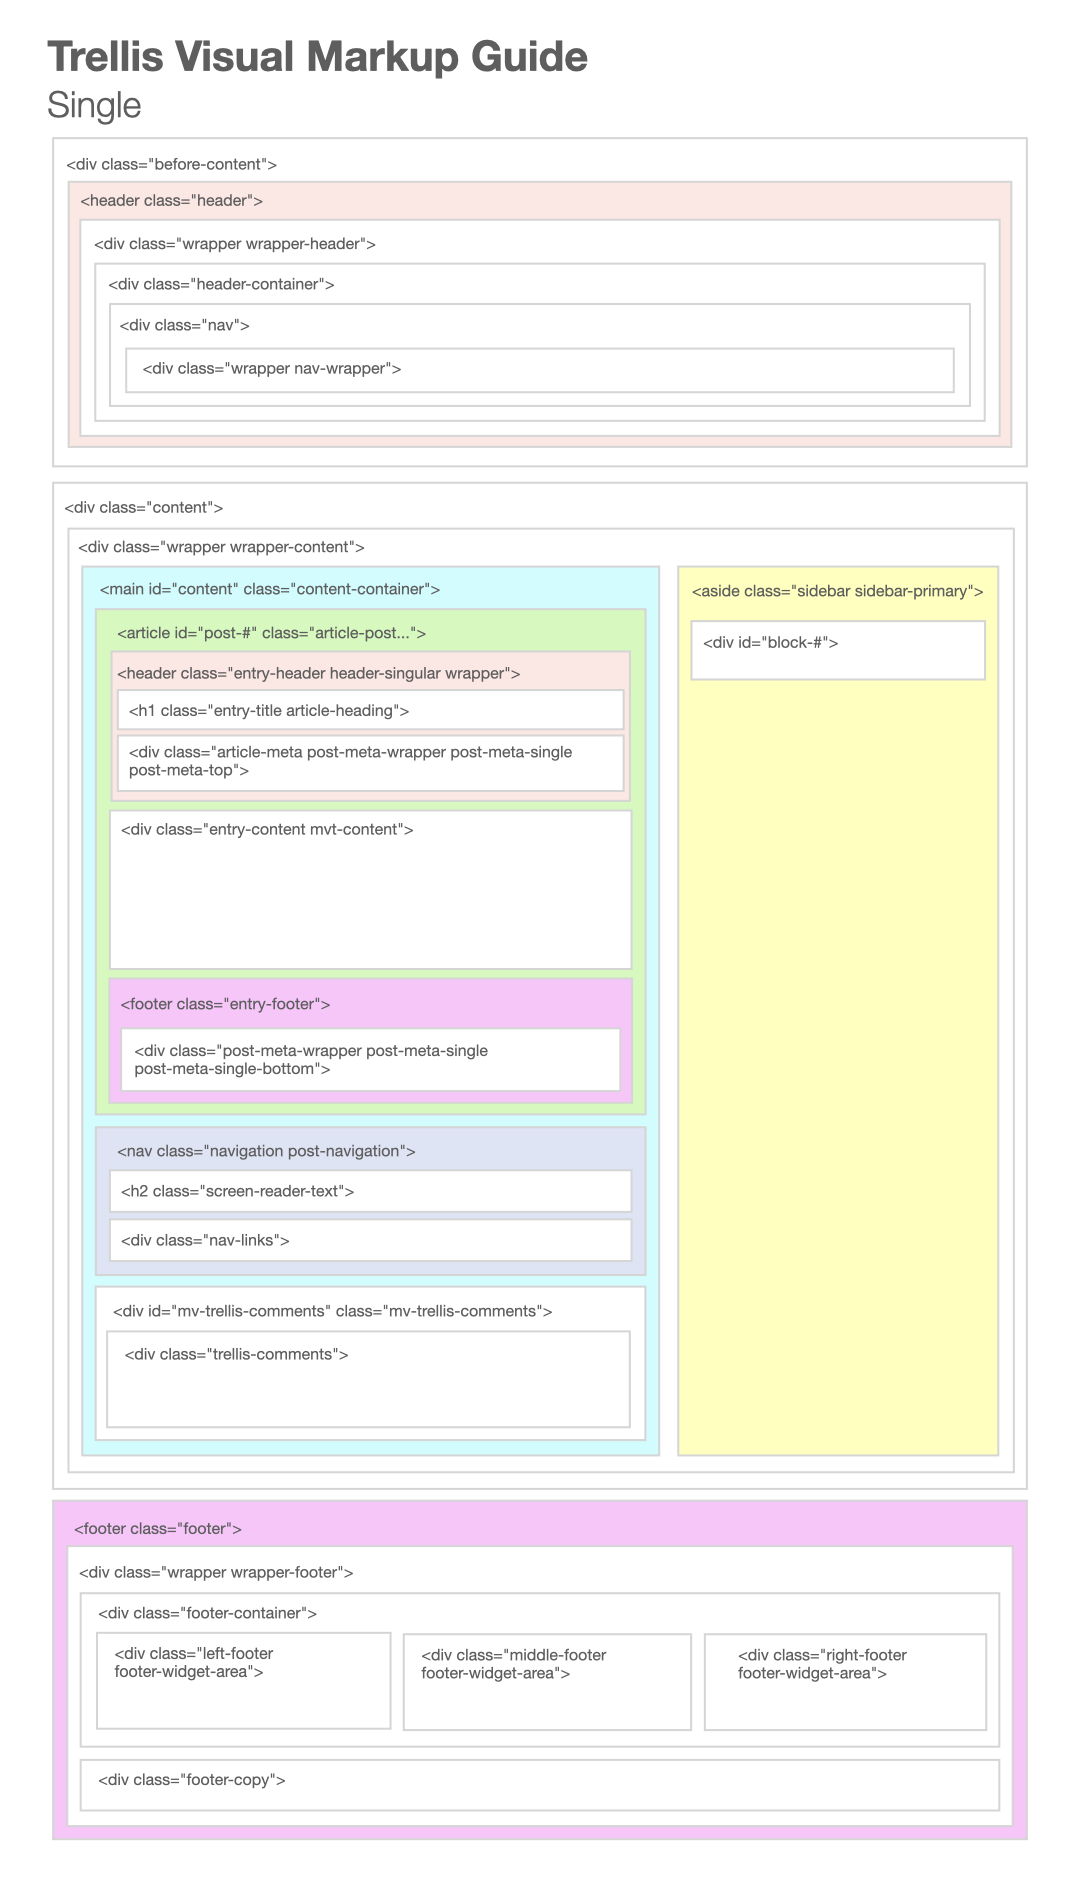 Trellis Visual Markup Guide
Single
<div class="before-content">
<header class="header">
<div class="wrapper wrapper-header">
<div class="header-container">
<div class="nav">
<div class="wrapper nav-wrapper">
<div class="content">
<div class="wrapper wrapper-content">
<main id="content" class="content-container">
<article id="post-#" class="article-post...">
<header class="entry-header header-singular wrapper">
<h1 class="entry-title article-heading">
<div class="article-meta post-meta-wrapper post-meta-single
post-meta-top">
<div class="entry-content mvt-content">
<footer class="entry-footer">
<div class="post-meta-wrapper post-meta-single
post-meta-single-bottom">
<nav class="navigation post-navigation">
<h2 class="screen-reader-text">
<div class="nav-links">
<div id="mv-trellis-comments" class="mv-trellis-comments">
<div class="trellis-comments">
<aside class="sidebar sidebar-primary">
<div id="block-#">
<footer class="footer">
<div class="wrapper wrapper-footer">
<div class="footer-container">
<div class="left-footer
footer-widget-area">
<div class="middle-footer
footer-widget-area">
<div class="right-footer
footer-widget-area">
<div class="footer-copy">